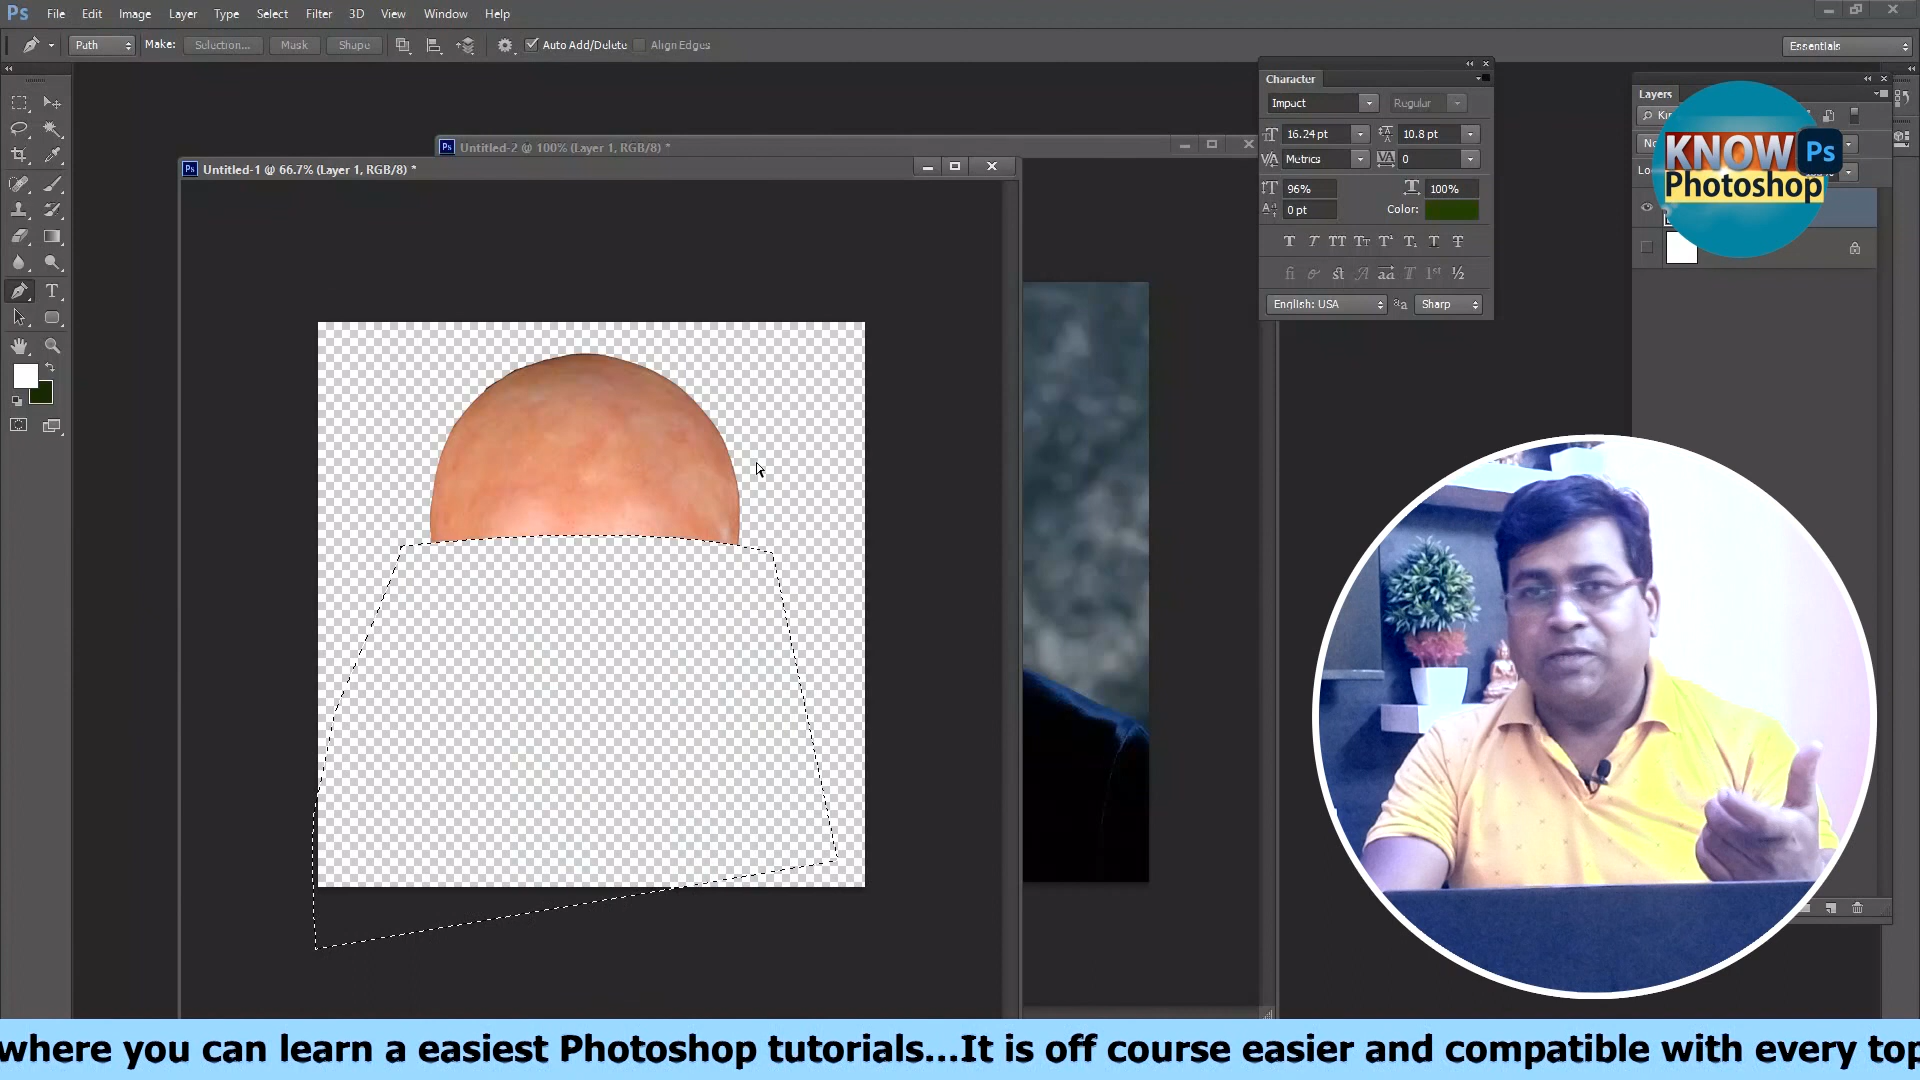 Ps File Edit Image Layer Type Select Filter 3D View Window Help
Path Make: Selection... Mask Shape Auto Add/Delete Align Edges Essentials
Character
Impact Regular
16.24 pt 10.8 pt
Metrics 0
96% 100%
0 pt Color:
English: USA Sharp
Layers
KNOW Ps
Photoshop
Ps Untitled-2 @ 100% (Layer 1, RGB/8) *
Ps Untitled-1 @ 66.7% (Layer 1, RGB/8) *
where you can learn a easiest Photoshop tutorials...It is off course easier and compatible with every top